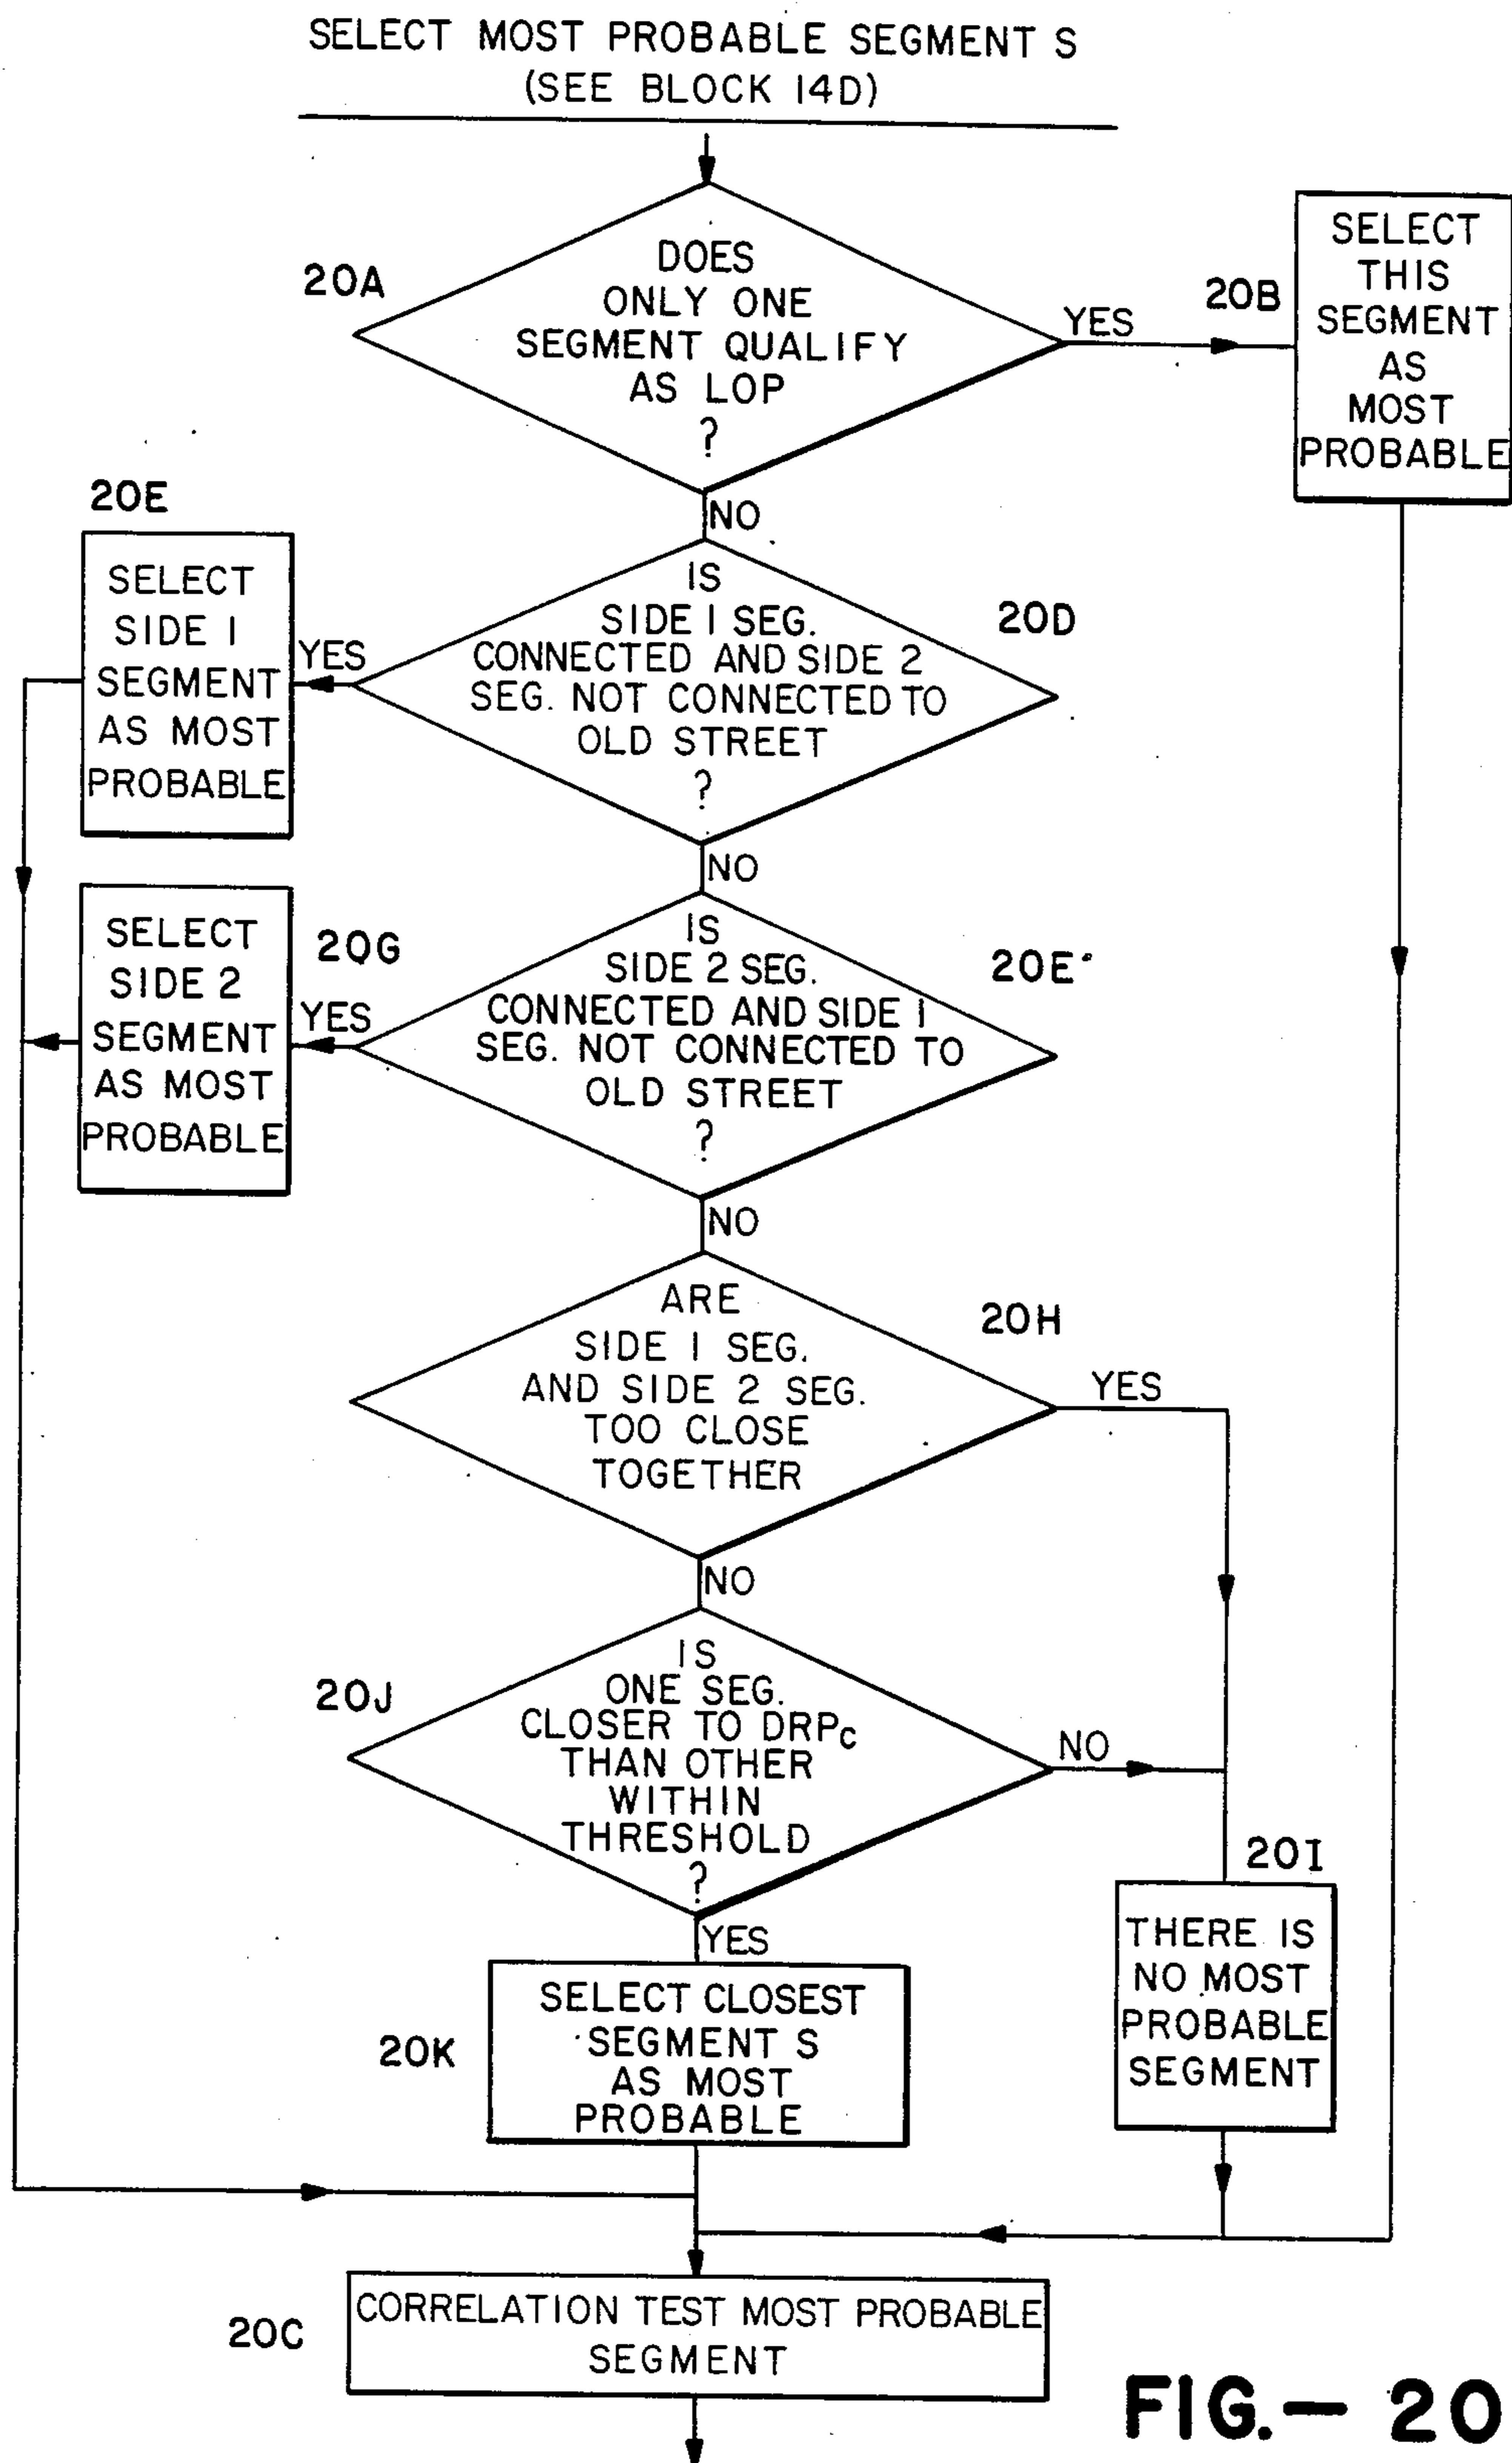 SELECT MOST PROBABLE SEGMENT S
(SEE BLOCK 14D)
20A
DOES
ONLY ONE
SEGMENT QUALIFY
AS LOP
?
YES
20B
SELECT
THIS
SEGMENT
AS
MOST
PROBABLE
NO
20E
SELECT
SIDE 1
SEGMENT
AS MOST
PROBABLE
YES
IS
SIDE 1 SEG.
CONNECTED AND SIDE 2
SEG. NOT CONNECTED TO
OLD STREET
?
20D
NO
SELECT
SIDE 2
SEGMENT
AS MOST
PROBABLE
20G
YES
IS
SIDE 2 SEG.
CONNECTED AND SIDE 1
SEG. NOT CONNECTED TO
OLD STREET
?
20E'
NO
ARE
SIDE 1 SEG.
AND SIDE 2 SEG.
TOO CLOSE
TOGETHER
20H
YES
NO
20J
IS
ONE SEG.
CLOSER TO DRPc
THAN OTHER
WITHIN
THRESHOLD
?
NO
20I
THERE IS
NO MOST
PROBABLE
SEGMENT
YES
20K
SELECT CLOSEST
SEGMENT S
AS MOST
PROBABLE
20C
CORRELATION TEST MOST PROBABLE
SEGMENT
FIG.— 20